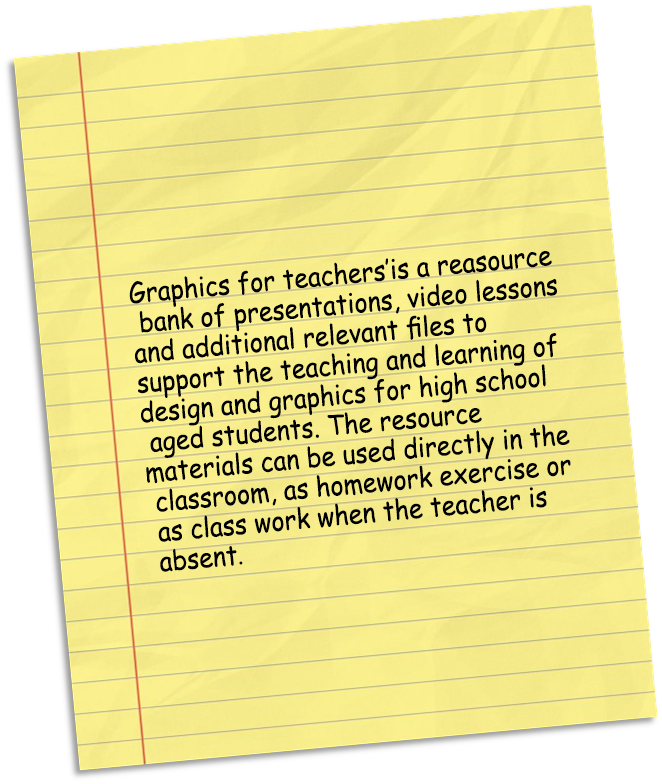 Graphics for teachers'is a reasource
bank of presentations, video lessons
and additional relevant files to
support the teaching and learning of
design and graphics for high school
aged students. The resource
materials can be used directly in the
classroom, as homework exercise or
as class work when the teacher is
absent.